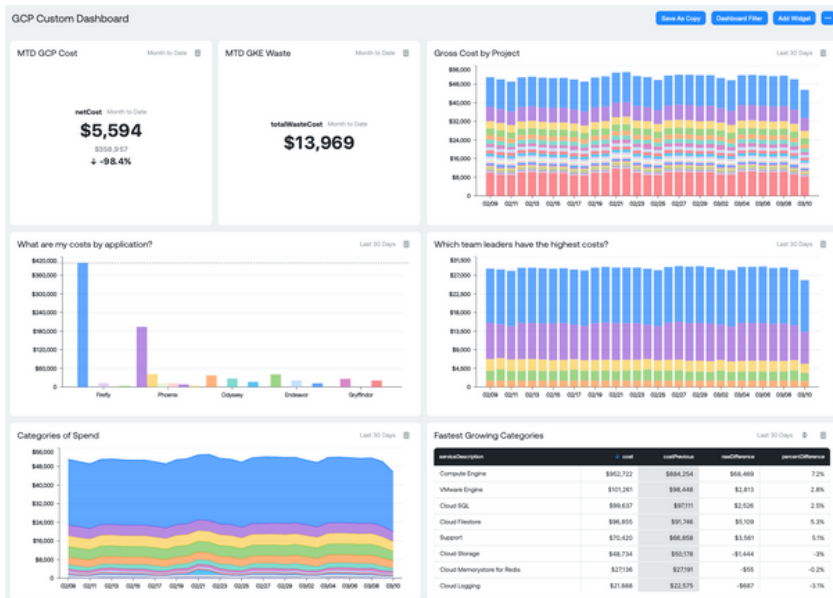 GCP Custom Dashboard
Save As Copy Dashboard Filter Add Widget
MTD GCP Cost Month to Date
netCost Month to Date
$5,594
$358,957
↓ -98.4%
MTD GKE Waste Month to Date
totalWasteCost Month to Date
$13,969
Gross Cost by Project Last 30 Days
$56,000
$48,000
$40,000
$32,000
$24,000
$16,000
$8,000
0
02/09 02/11 02/13 02/15 02/17 02/19 02/21 02/23 02/25 02/27 02/29 03/02 03/04 03/06 03/08 03/10
What are my costs by application? Last 30 Days
$420,000
$360,000
$300,000
$240,000
$180,000
$120,000
$60,000
0
Firefly Phoenix Odyssey Endeavor Gryffindor
Which team leaders have the highest costs? Last 30 Days
$31,500
$27,000
$22,500
$18,000
$13,500
$9,000
$4,500
0
02/09 02/11 02/13 02/15 02/17 02/19 02/21 02/23 02/25 02/27 02/29 03/02 03/04 03/06 03/08 03/10
Categories of Spend Last 30 Days
$56,000
$48,000
$40,000
$32,000
$24,000
$16,000
$8,000
0
02/09 02/11 02/13 02/15 02/17 02/19 02/21 02/23 02/25 02/27 02/29 03/02 03/04 03/06 03/08 03/10
Fastest Growing Categories Last 30 Days
serviceDescription ↓ cost costPrevious rawDifference percentDifference
Compute Engine $952,722 $884,254 $68,469 7.2%
VMware Engine $101,261 $98,448 $2,813 2.8%
Cloud SQL $99,637 $97,111 $2,526 2.5%
Cloud Filestore $96,855 $91,746 $5,109 5.3%
Support $70,420 $66,858 $3,561 5.1%
Cloud Storage $48,734 $50,178 -$1,444 -3%
Cloud Memorystore for Redis $27,136 $27,191 -$55 -0.2%
Cloud Logging $21,888 $22,575 -$687 -3.1%